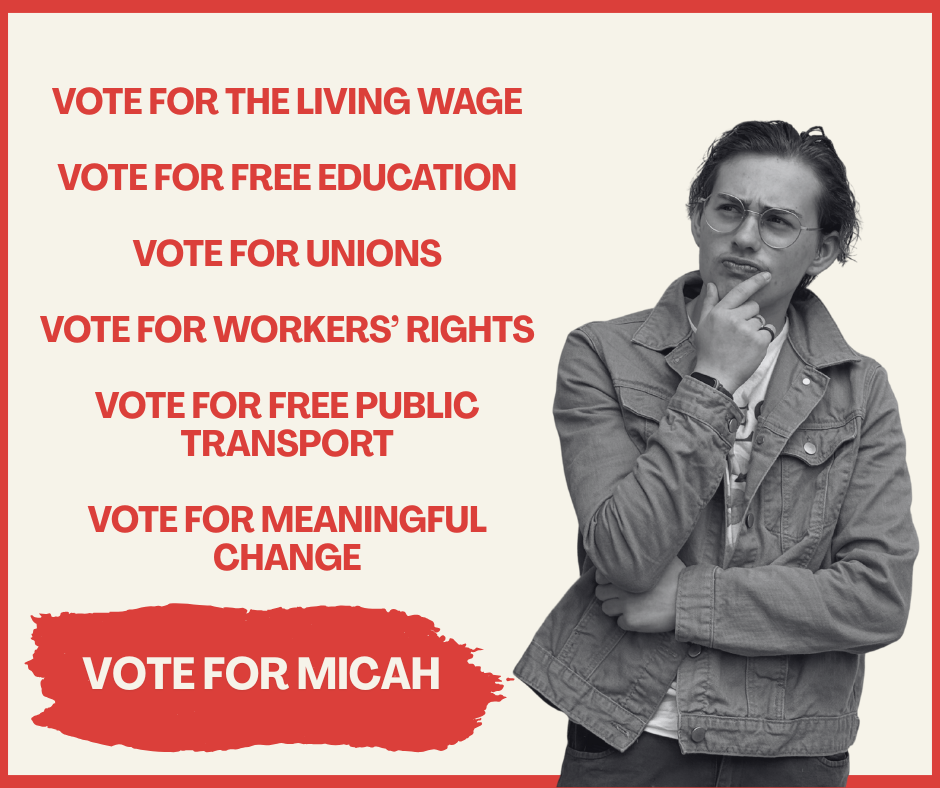 VOTE FOR THE LIVING WAGE
VOTE FOR FREE EDUCATION
VOTE FOR UNIONS
VOTE FOR WORKERS’ RIGHTS
VOTE FOR FREE PUBLIC
TRANSPORT
VOTE FOR MEANINGFUL
CHANGE
VOTE FOR MICAH